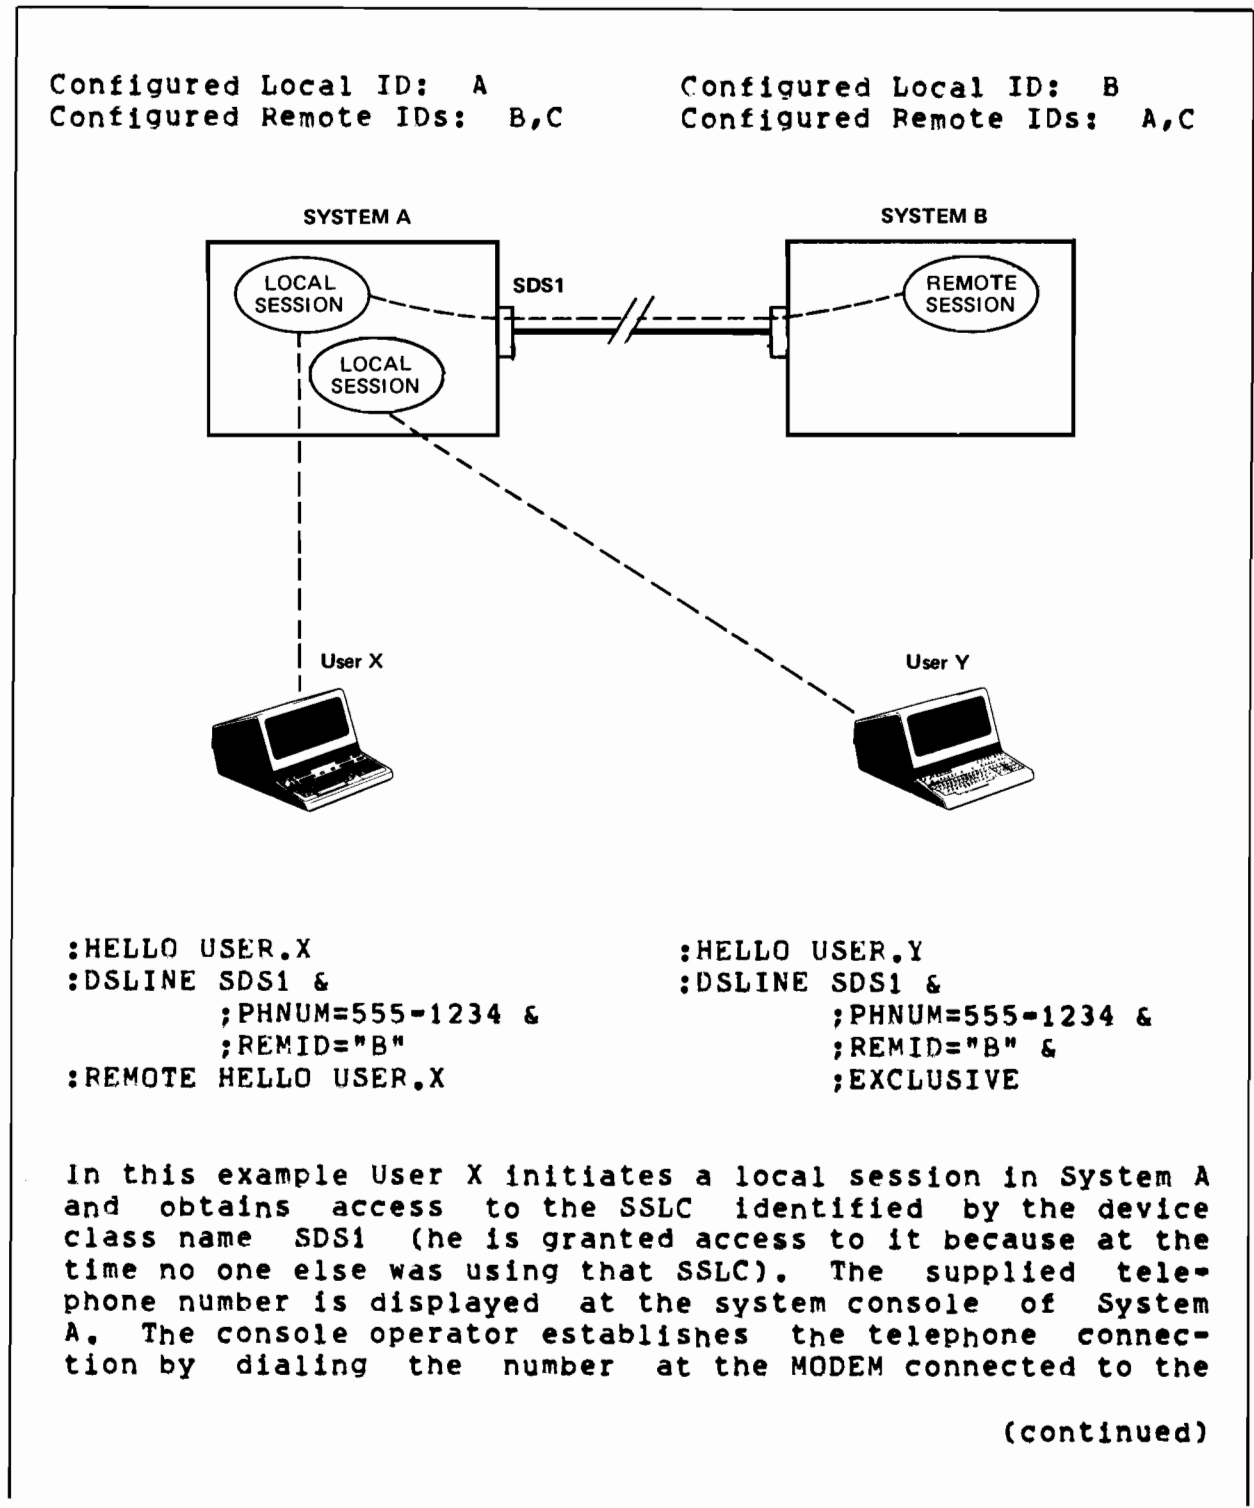 Configured Local ID:  A
Configured Remote IDs:  B,C
Configured Local ID:  B
Configured Remote IDs:  A,C
SYSTEM A
SYSTEM B
LOCAL
SESSION
SDS1
REMOTE
SESSION
LOCAL
SESSION
User X
User Y
:HELLO USER.X
:DSLINE SDS1 &
;PHNUM=555-1234 &
;REMID="B"
:REMOTE HELLO USER.X
:HELLO USER.Y
:DSLINE SDS1 &
;PHNUM=555-1234 &
;REMID="B" &
;EXCLUSIVE
In this example User X initiates a local session in System A
and obtains access to the SSLC identified by the device
class name SDS1 (he is granted access to it because at the
time no one else was using that SSLC). The supplied tele-
phone number is displayed at the system console of System
A. The console operator establishes the telephone connec-
tion by dialing the number at the MODEM connected to the
(continued)